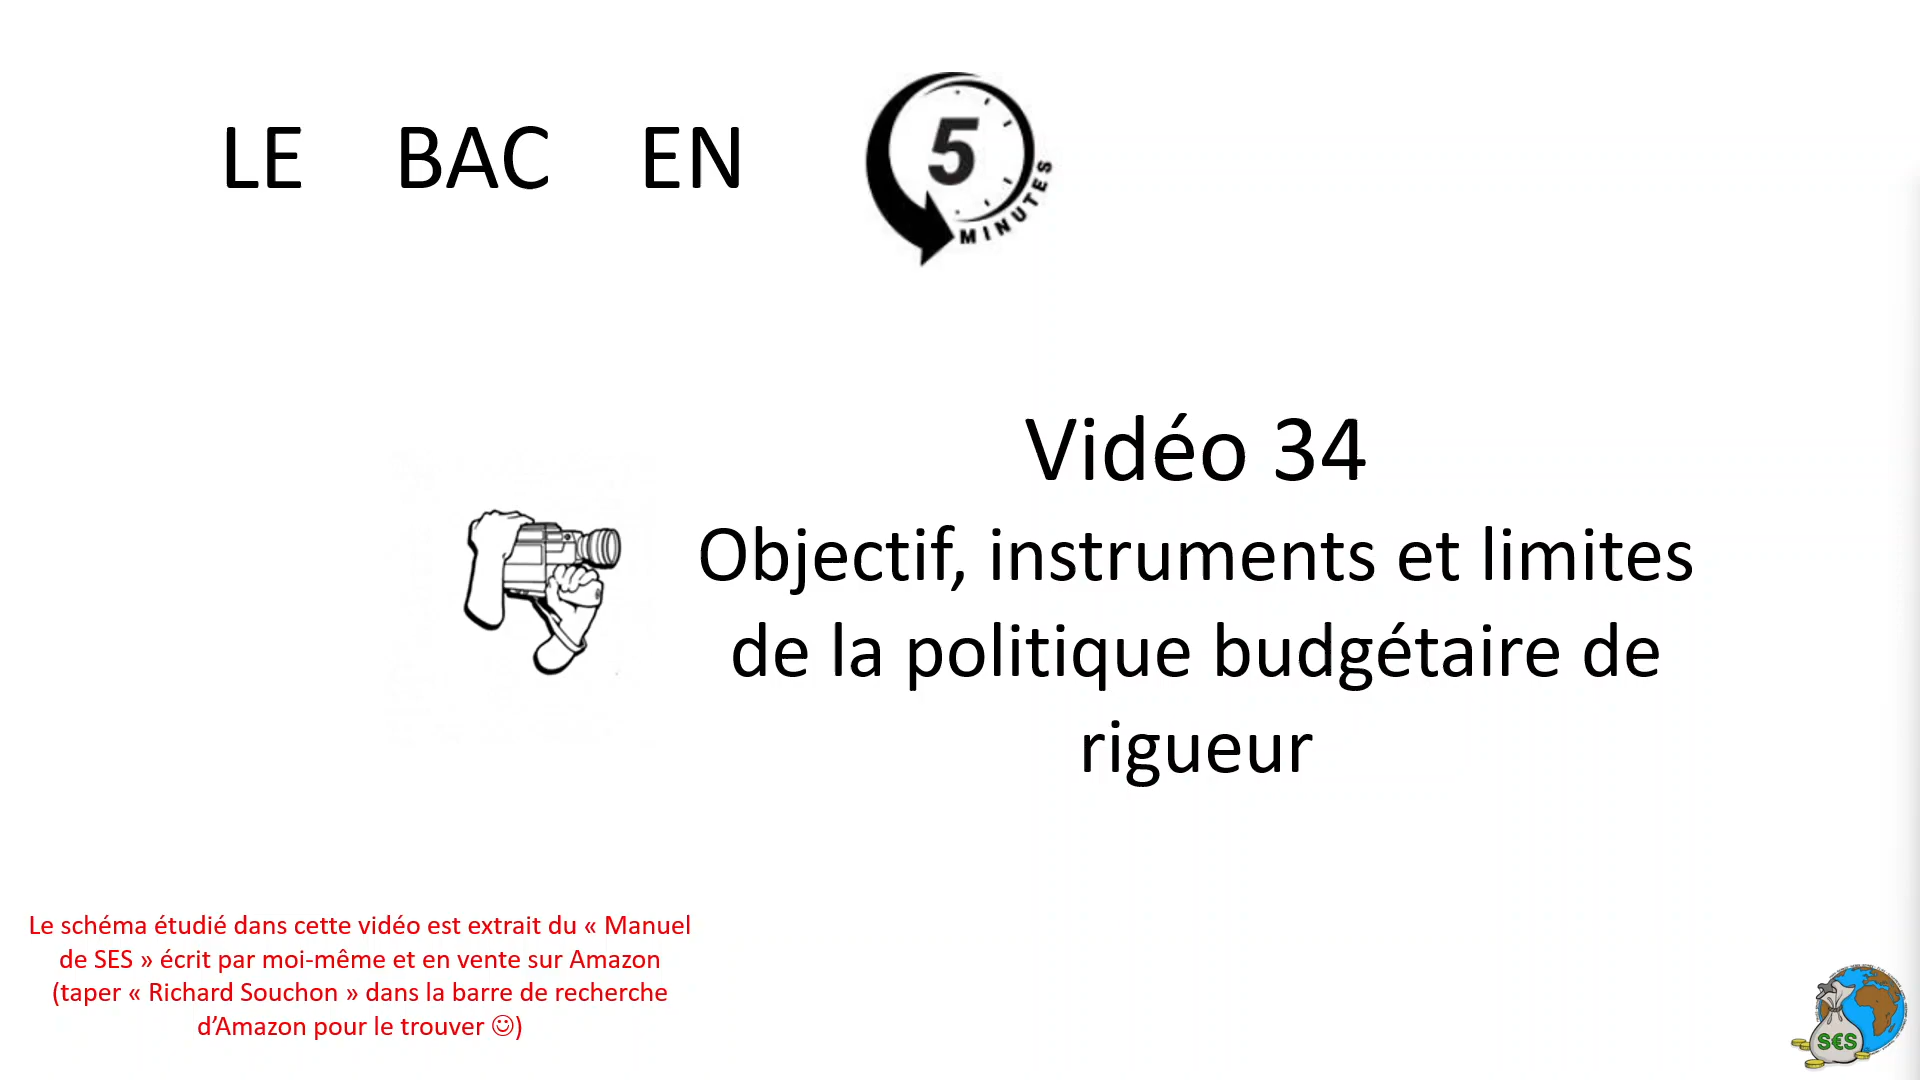 LE BAC EN
5
MINUTES
Vidéo 34
Objectif, instruments et limites
de la politique budgétaire de
rigueur
Le schéma étudié dans cette vidéo est extrait du « Manuel
de SES » écrit par moi-même et en vente sur Amazon
(taper « Richard Souchon » dans la barre de recherche
d’Amazon pour le trouver ☺)
S€S